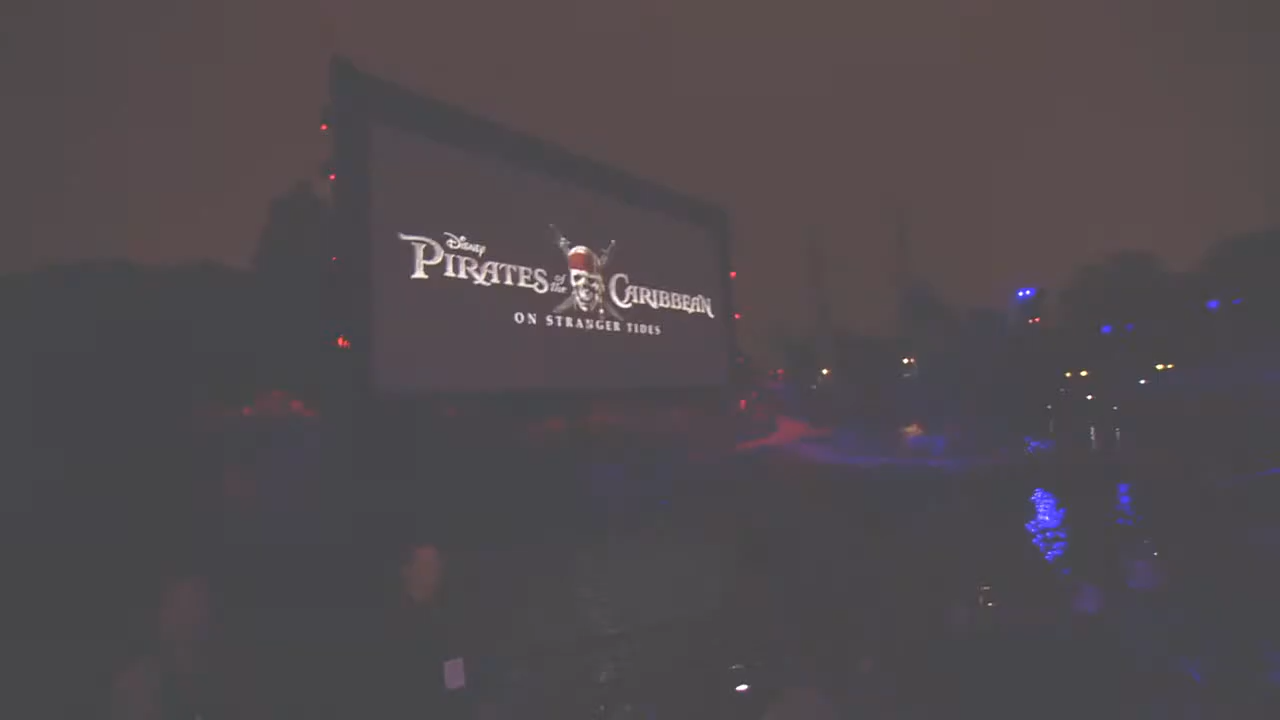 Disney
PIRATES of the CARIBBEAN
ON STRANGER TIDES